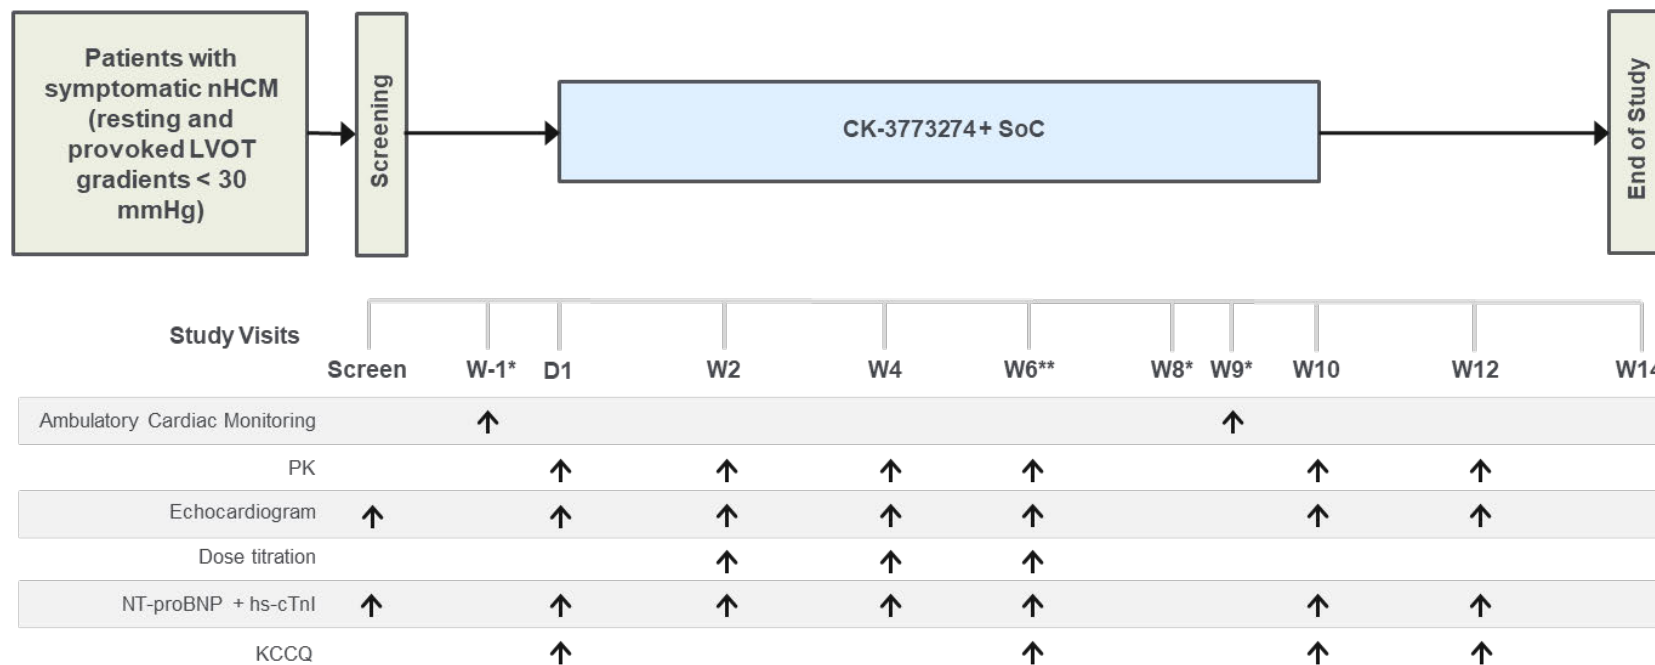 Patients with
symptomatic nHCM
(resting and
provoked LVOT
gradients < 30
mmHg)
Screening
CK-3773274+ SoC
End of Study
Study Visits
Screen W-1* D1 W2 W4 W6** W8* W9* W10 W12 W14
Ambulatory Cardiac Monitoring
PK
Echocardiogram
Dose titration
NT-proBNP + hs-cTnI
KCCQ